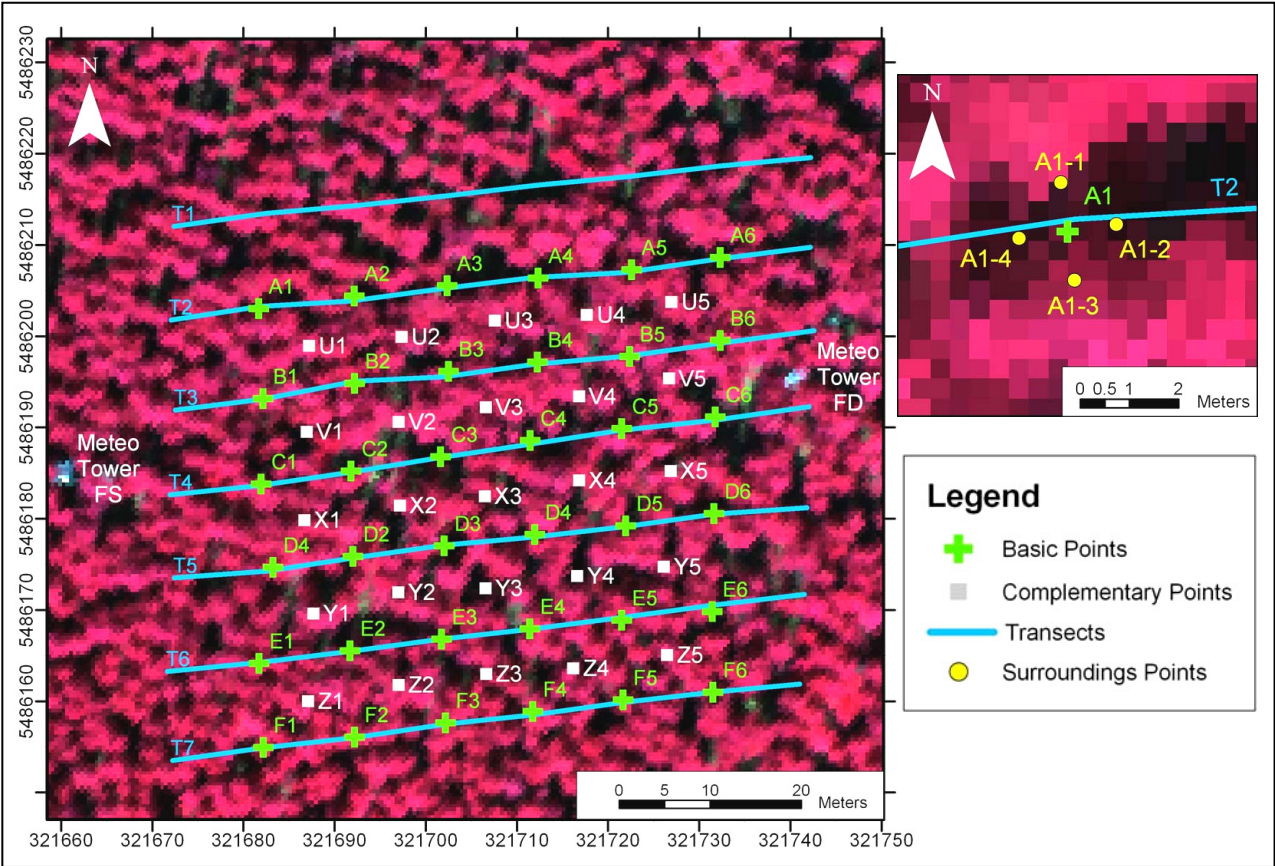 5486230
5486220
5486210
5486200
5486190
5486180
5486170
5486160
N
T1
A1 A2 A3 A4 A5 A6
T2
U1 U2 U3 U4 U5
B1 B2 B3 B4 B5 B6
T3
V1 V2 V3 V4 V5
Meteo
Tower
FD
C1 C2 C3 C4 C5 C6
T4
Meteo
Tower
FS
X1 X2 X3 X4 X5
D4 D2 D3 D4 D5 D6
T5
Y1 Y2 Y3 Y4 Y5
E1 E2 E3 E4 E5 E6
T6
Z1 Z2 Z3 Z4 Z5
F1 F2 F3 F4 F5 F6
T7
0 5 10 20 Meters
321660 321670 321680 321690 321700 321710 321720 321730 321740 321750
N
A1-1
A1
T2
A1-4
A1-2
A1-3
0 0.5 1 2
Meters
Legend
Basic Points
Complementary Points
Transects
Surroundings Points